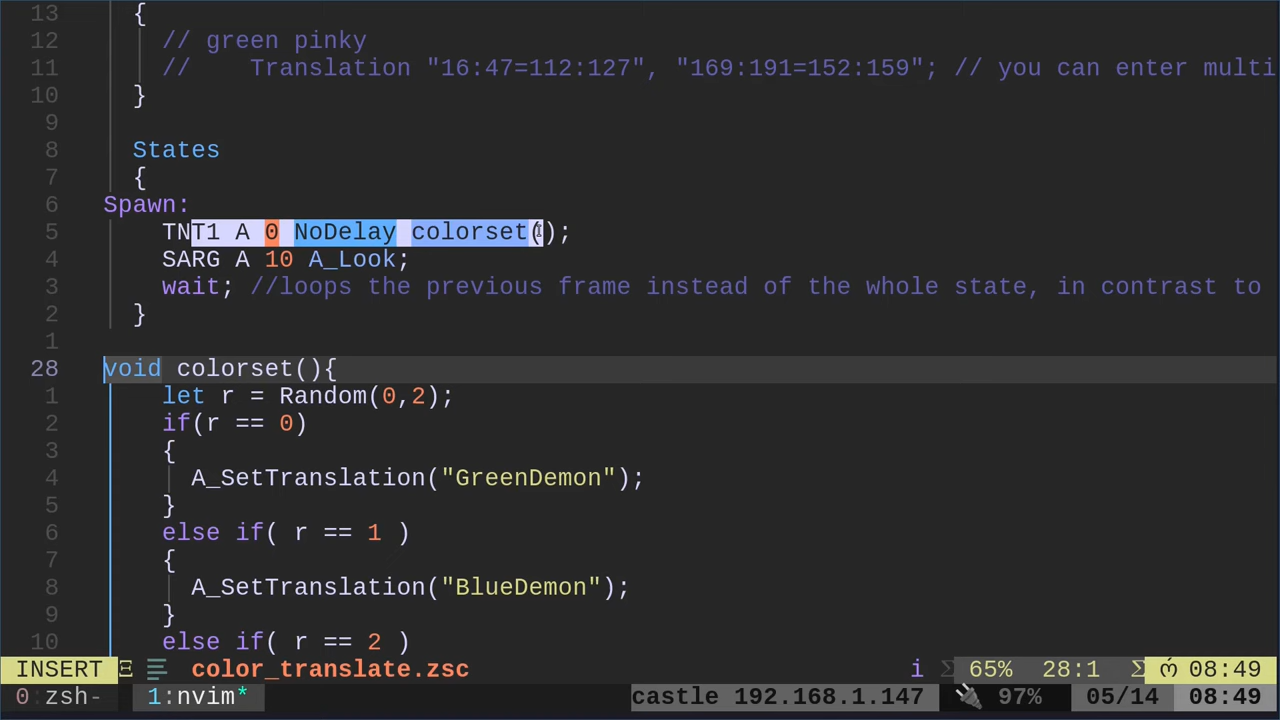 13 {
12 // green pinky
11 //    Translation "16:47=112:127", "169:191=152:159"; // you can enter multi
10 }
9
8 States
7 {
6 Spawn:
5 TNT1 A 0 NoDelay colorset();
4 SARG A 10 A_Look;
3 wait; //loops the previous frame instead of the whole state, in contrast to
2 }
1
28 void colorset(){
1 let r = Random(0,2);
2 if(r == 0)
3 {
4 A_SetTranslation("GreenDemon");
5 }
6 else if( r == 1 )
7 {
8 A_SetTranslation("BlueDemon");
9 }
10 else if( r == 2 )
INSERT color_translate.zsc i 65% 28:1 08:49
0:zsh- 1:nvim* castle 192.168.1.147 97% 05/14 08:49